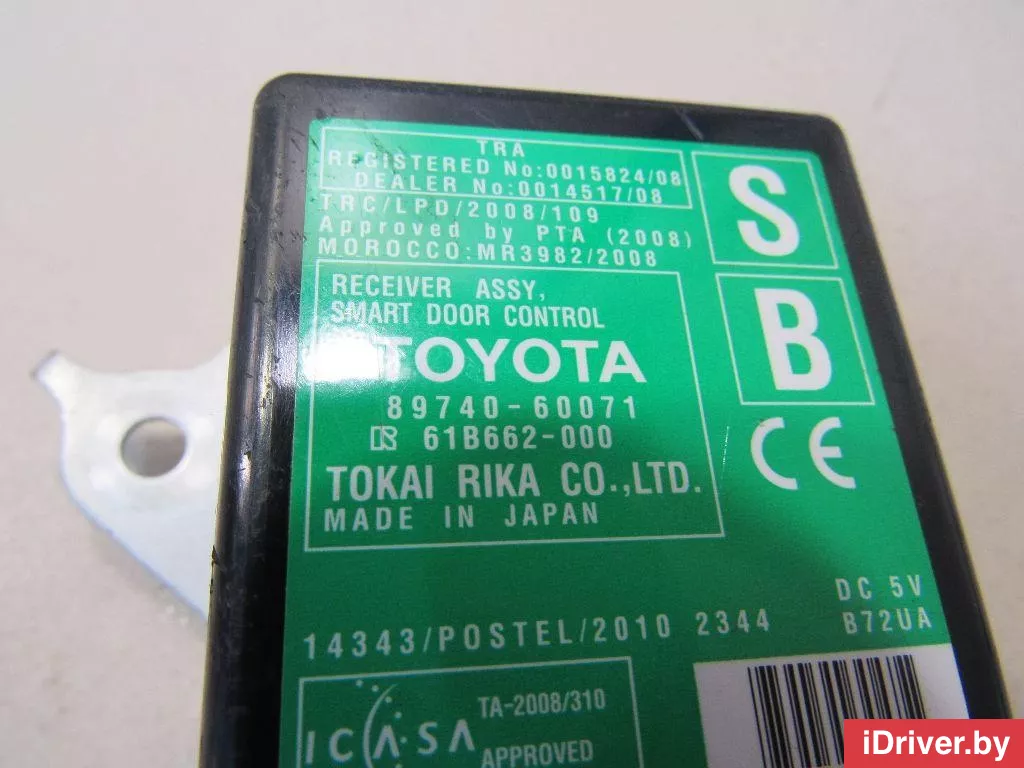 TRA
REGISTERED No:0015824/08
DEALER No:0014517/08
TRC/LPD/2008/109
Approved by PTA (2008)
MOROCCO:MR3982/2008
S
B
RECEIVER ASSY,
SMART DOOR CONTROL
TOYOTA
89740-60071
61B662-000
TOKAI RIKA CO.,LTD.
MADE IN JAPAN
CE
DC 5V
14343/POSTEL/2010 2344 B72UA
ICASA
TA-2008/310
APPROVED
iDriver.by